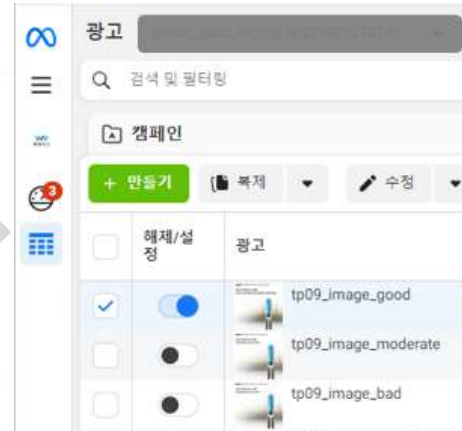 광고
검색 및 필터링
캠페인
+ 만들기 복제 수정
3
해제/설
정
광고
tp09_image_good
tp09_image_moderate
tp09_image_bad